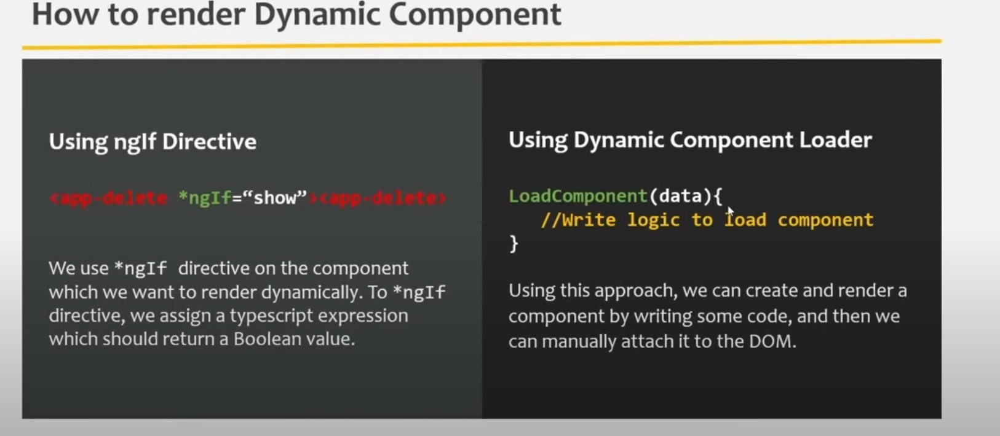 How to render Dynamic Component
Using ngIf Directive
<app-delete *ngIf=“show”><app-delete>
We use *ngIf directive on the component
which we want to render dynamically. To *ngIf
directive, we assign a typescript expression
which should return a Boolean value.
Using Dynamic Component Loader
LoadComponent(data){
//Write logic to load component
}
Using this approach, we can create and render a
component by writing some code, and then we
can manually attach it to the DOM.